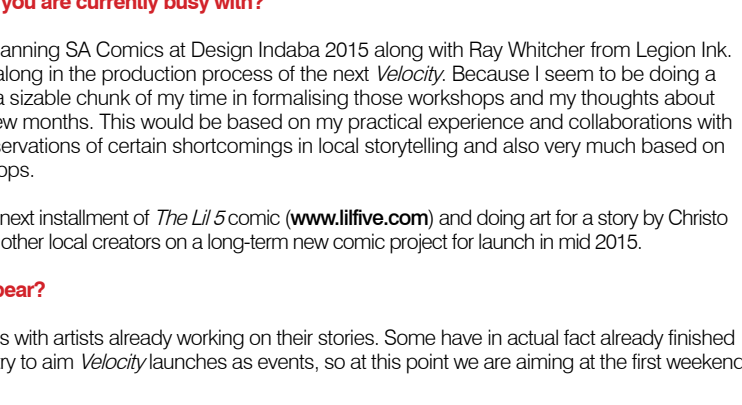 you are currently busy with?
anning SA Comics at Design Indaba 2015 along with Ray Whitcher from Legion Ink.
along in the production process of the next Velocity. Because I seem to be doing a
a sizable chunk of my time in formalising those workshops and my thoughts about
ew months. This would be based on my practical experience and collaborations with
servations of certain shortcomings in local storytelling and also very much based on
ops.
next installment of The Lil 5 comic (www.lilfive.com) and doing art for a story by Christo
other local creators on a long-term new comic project for launch in mid 2015.
pear?
s with artists already working on their stories. Some have in actual fact already finished
try to aim Velocity launches as events, so at this point we are aiming at the first weekend